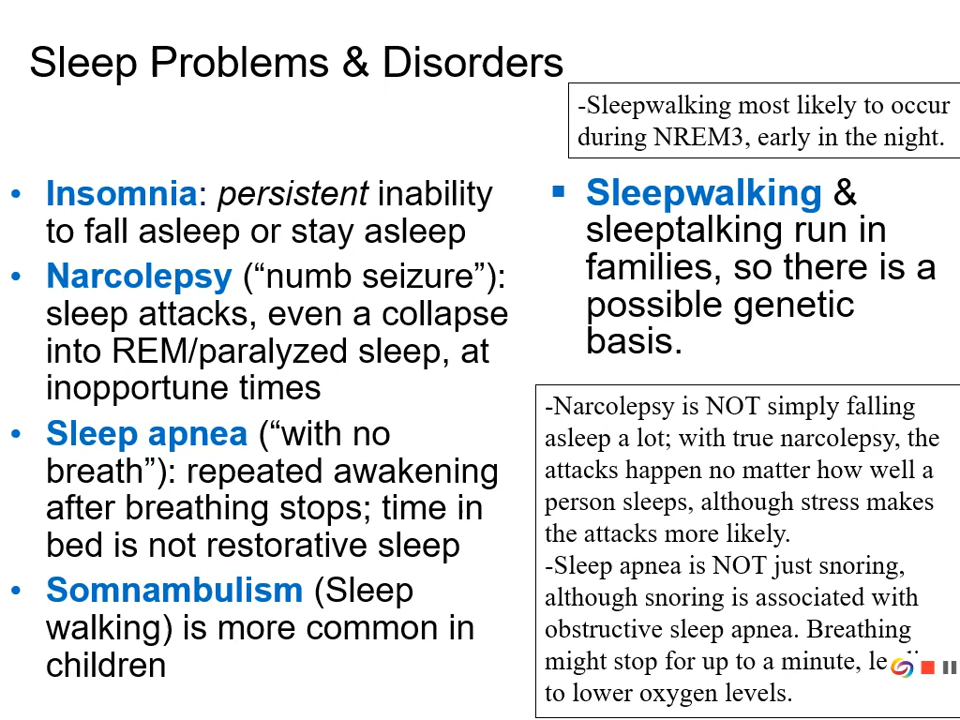 Sleep Problems & Disorders
-Sleepwalking most likely to occur
during NREM3, early in the night.
• Insomnia: persistent inability
to fall asleep or stay asleep
• Narcolepsy (“numb seizure”):
sleep attacks, even a collapse
into REM/paralyzed sleep, at
inopportune times
• Sleep apnea (“with no
breath”): repeated awakening
after breathing stops; time in
bed is not restorative sleep
• Somnambulism (Sleep
walking) is more common in
children
▪ Sleepwalking &
sleeptalking run in
families, so there is a
possible genetic
basis.
-Narcolepsy is NOT simply falling
asleep a lot; with true narcolepsy, the
attacks happen no matter how well a
person sleeps, although stress makes
the attacks more likely.
-Sleep apnea is NOT just snoring,
although snoring is associated with
obstructive sleep apnea. Breathing
might stop for up to a minute,
to lower oxygen levels.